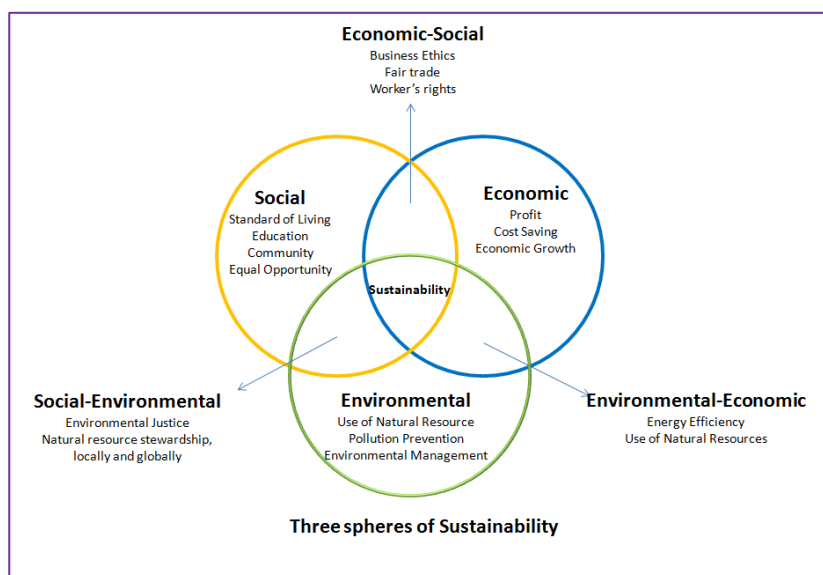 Economic-Social
Business Ethics
Fair trade
Worker's rights
Social
Standard of Living
Education
Community
Equal Opportunity
Economic
Profit
Cost Saving
Economic Growth
Sustainability
Social-Environmental
Environmental Justice
Natural resource stewardship,
locally and globally
Environmental
Use of Natural Resource
Pollution Prevention
Environmental Management
Environmental-Economic
Energy Efficiency
Use of Natural Resources
Three spheres of Sustainability